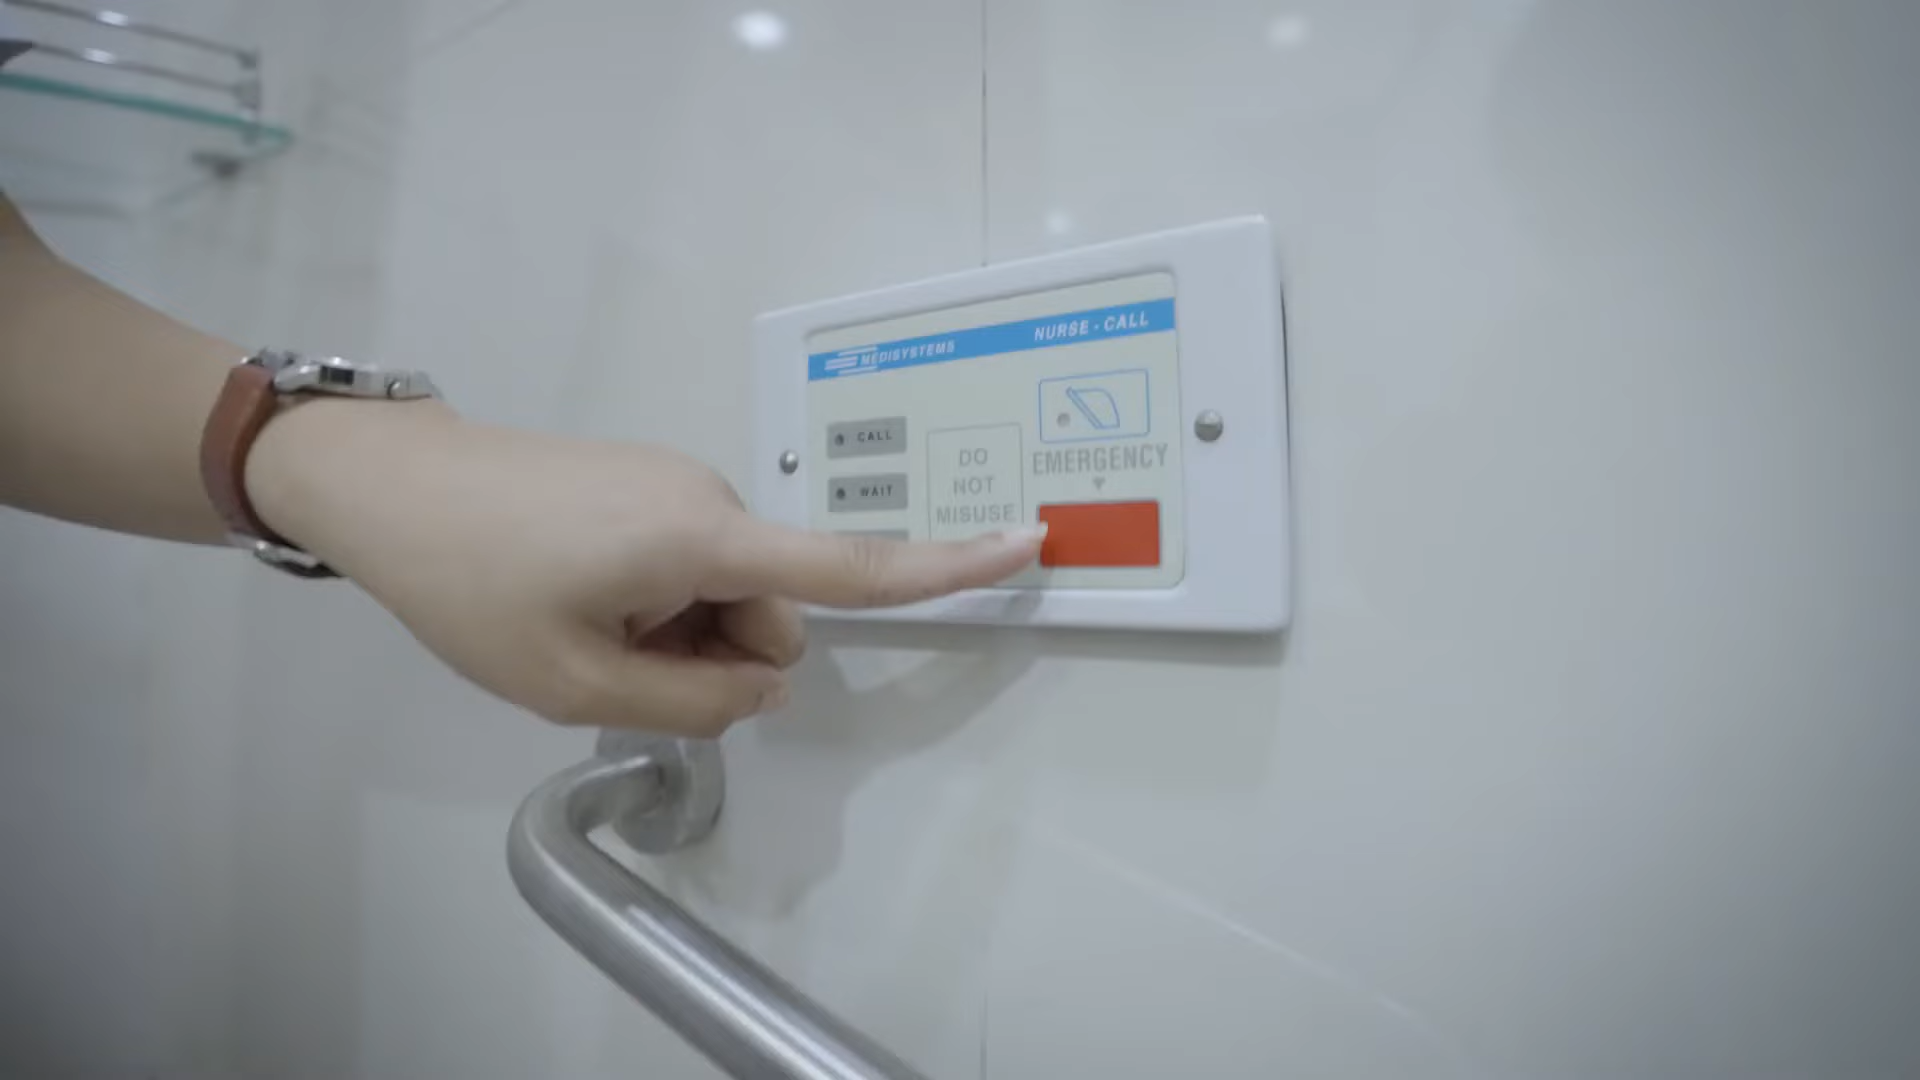 MEDISYSTEMS
NURSE · CALL
CALL
WAIT
DO
NOT
MISUSE
EMERGENCY